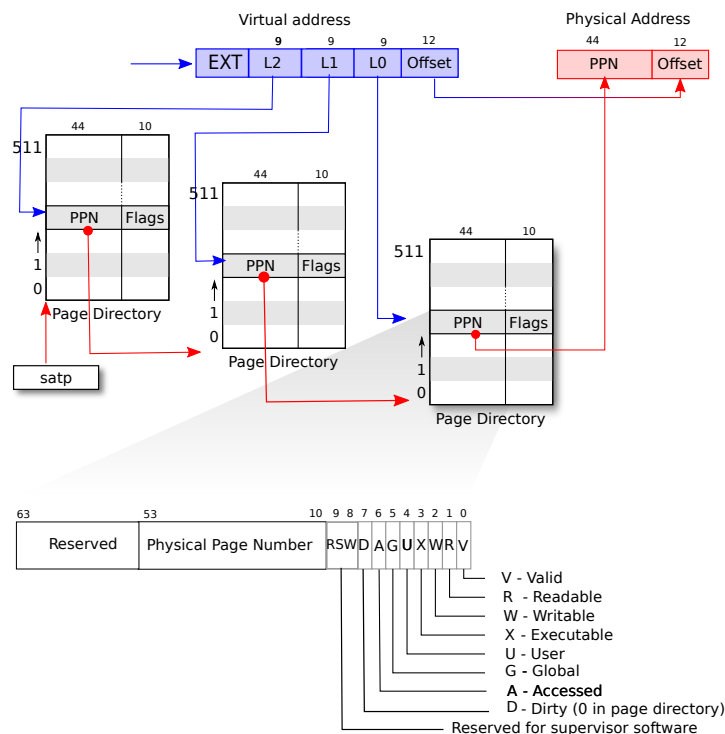 Virtual address
Physical Address
9 9 9 12
EXT L2 L1 L0 Offset
44 12
PPN Offset
44 10
511
PPN Flags
1
0
Page Directory
satp
44 10
511
PPN Flags
1
0
Page Directory
44 10
511
PPN Flags
1
0
Page Directory
63 53 10 9 8 7 6 5 4 3 2 1 0
Reserved Physical Page Number RSW D A G U X W R V
V - Valid
R - Readable
W - Writable
X - Executable
U - User
G - Global
A - Accessed
D - Dirty (0 in page directory)
Reserved for supervisor software